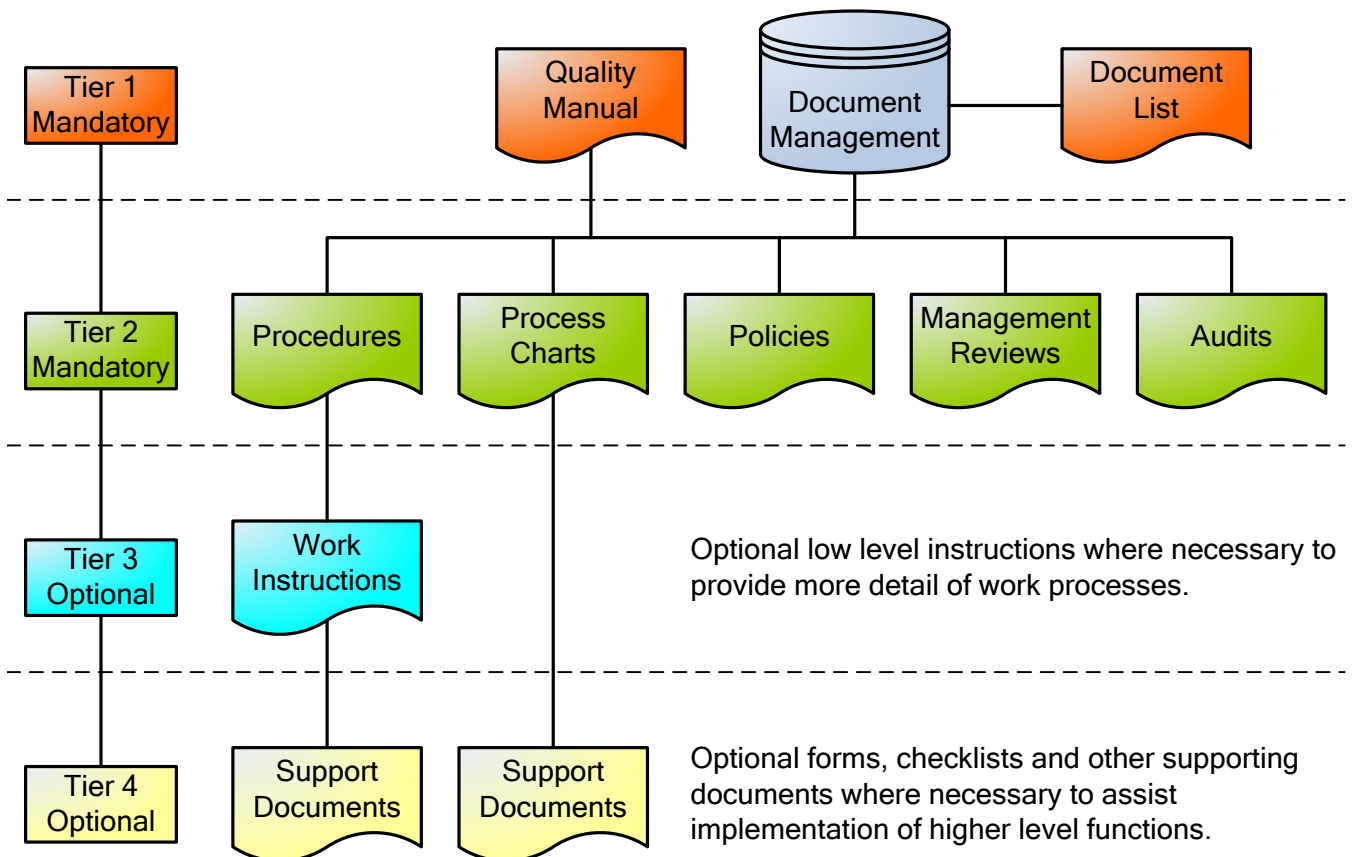 Tier 1
Mandatory
Quality
Manual
Document
Management
Document
List
Tier 2
Mandatory
Procedures
Process
Charts
Policies
Management
Reviews
Audits
Tier 3
Optional
Work
Instructions
Optional low level instructions where necessary to
provide more detail of work processes.
Tier 4
Optional
Support
Documents
Support
Documents
Optional forms, checklists and other supporting
documents where necessary to assist
implementation of higher level functions.